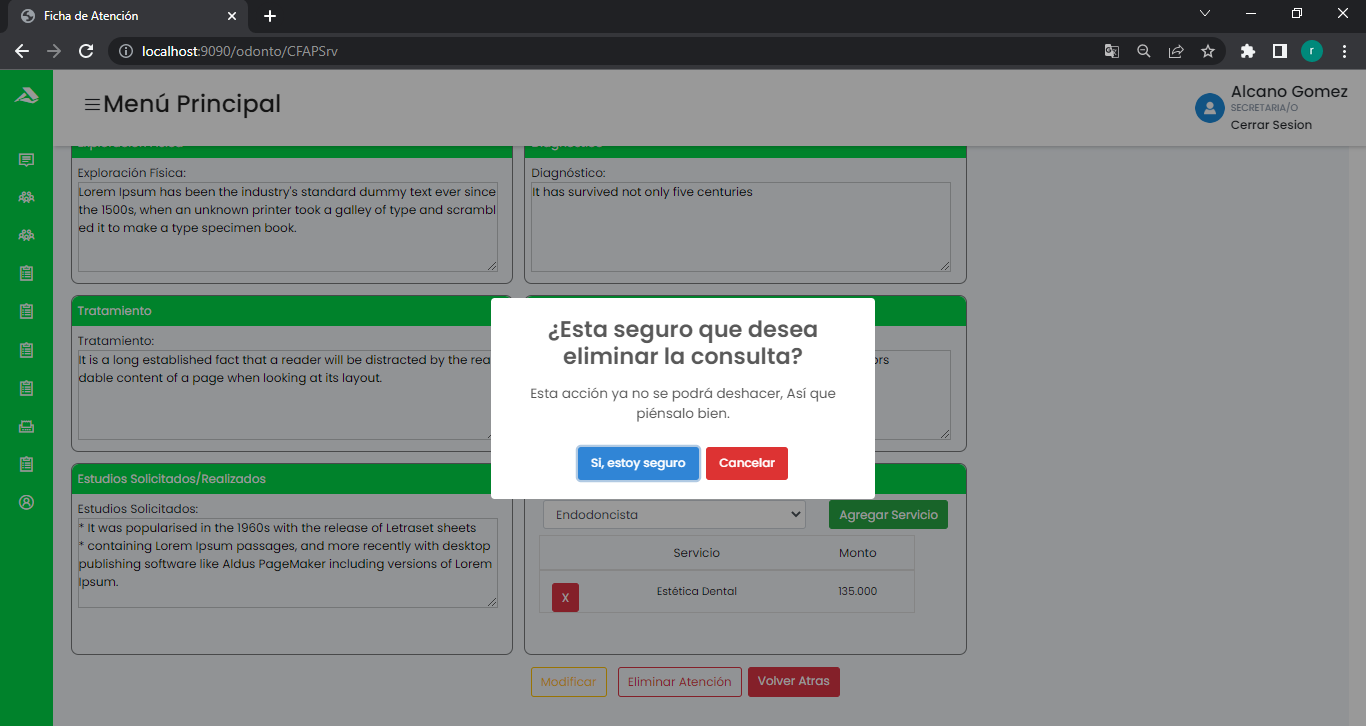 Ficha de Atención
localhost:9090/odonto/CFAPSrv
r
Menú Principal
Alcano Gomez
SECRETARIA/O
Cerrar Sesion
Exploración Física:
Lorem Ipsum has been the industry's standard dummy text ever since
the 1500s, when an unknown printer took a galley of type and scrambl
ed it to make a type specimen book.
Diagnóstico:
It has survived not only five centuries
Tratamiento
Tratamiento:
It is a long established fact that a reader will be distracted by the rea
dable content of a page when looking at its layout.
ors
¿Esta seguro que desea
eliminar la consulta?
Esta acción ya no se podrá deshacer, Así que
piénsalo bien.
Si, estoy seguro
Cancelar
Estudios Solicitados/Realizados
Estudios Solicitados:
* It was popularised in the 1960s with the release of Letraset sheets
* containing Lorem Ipsum passages, and more recently with desktop
publishing software like Aldus PageMaker including versions of Lorem
Ipsum.
Endodoncista
Agregar Servicio
Servicio Monto
X Estética Dental 135.000
Modificar
Eliminar Atención
Volver Atras